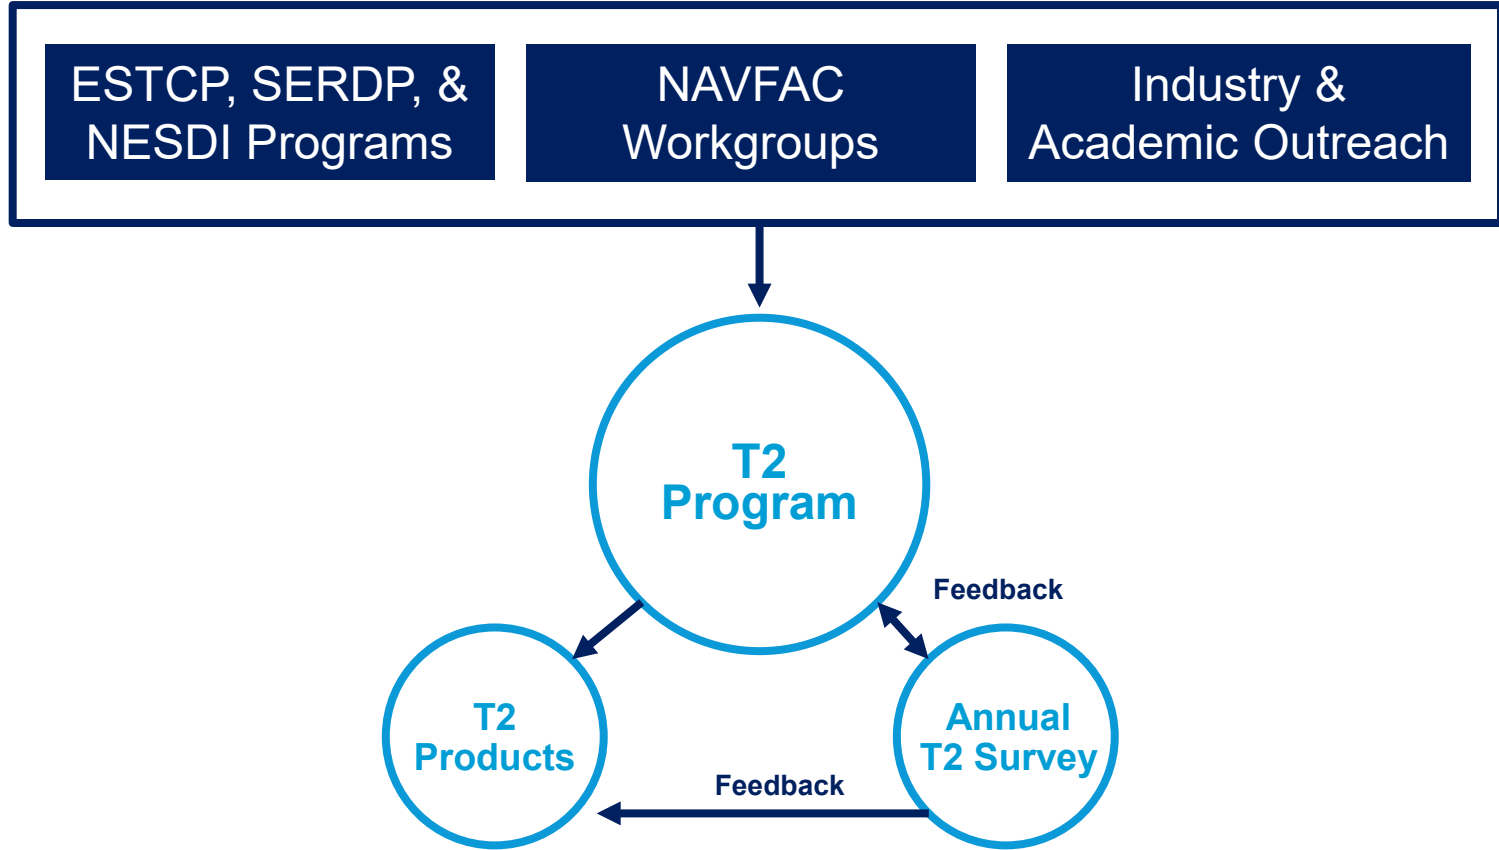 ESTCP, SERDP, &
NESDI Programs
NAVFAC
Workgroups
Industry &
Academic Outreach
T2
Program
Feedback
T2
Products
Annual
T2 Survey
Feedback